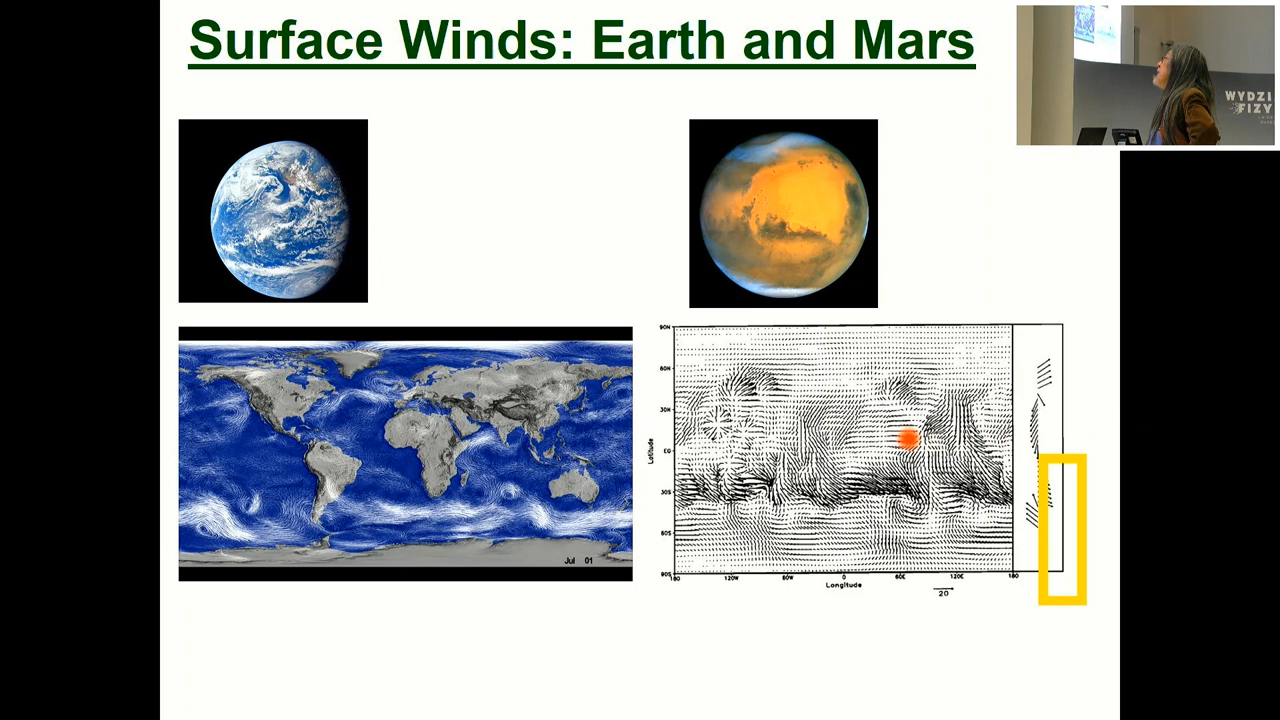 Surface Winds: Earth and Mars
WYDZI
FIZY
Jul 01
90N
60N
30N
EQ
30S
60S
90S
Latitude
180 120W 60W 0 60E 120E 180
Longitude
20